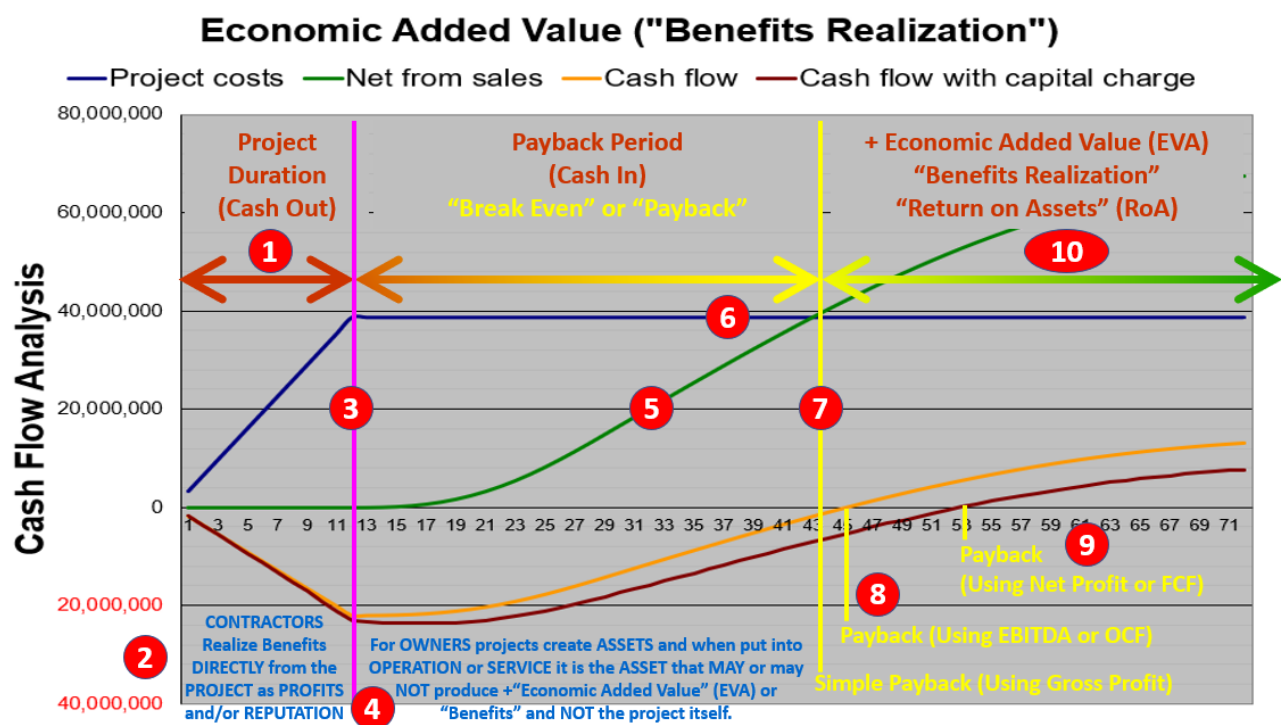 Economic Added Value ("Benefits Realization")
Project costs Net from sales Cash flow Cash flow with capital charge
Cash Flow Analysis
80,000,000
60,000,000
40,000,000
20,000,000
0
20,000,000
40,000,000
Project
Duration
(Cash Out)
1
Payback Period
(Cash In)
“Break Even” or “Payback”
+ Economic Added Value (EVA)
“Benefits Realization”
“Return on Assets” (RoA)
10
6
3
5
7
1 3 5 7 9 11 13 15 17 19 21 23 25 27 29 31 33 35 37 39 41 43 45 47 49 51 53 55 57 59 61 63 65 67 69 71
9
Payback
(Using Net Profit or FCF)
8
Payback (Using EBITDA or OCF)
Simple Payback (Using Gross Profit)
2
CONTRACTORS
Realize Benefits
DIRECTLY from the
PROJECT as PROFITS
and/or REPUTATION
4
For OWNERS projects create ASSETS and when put into
OPERATION or SERVICE it is the ASSET that MAY or may
NOT produce +“Economic Added Value” (EVA) or
“Benefits” and NOT the project itself.